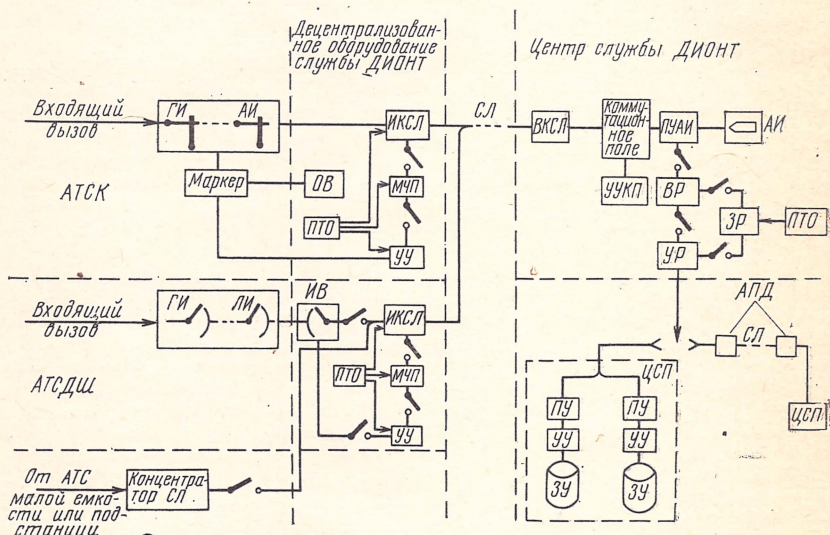 Децентрализован-
ное оборудование
службы ДИОНТ
Центр службы ДИОНТ
Входящий
вызов
ГИ
АИ
ИКСЛ
СЛ
ВКСЛ
Комму-
тацион-
ное
поле
ПУАИ
АИ
АТСК
Маркер
ОВ
МЧП
ПТО
УУ
УУКП
ВР
ЗР
ПТО
УР
Входящий
вызов
ГИ
ЛИ
ИВ
ИКСЛ
АТСДШ
ПТО
МЧП
УУ
АПД
СЛ
ЦСП
ЦСП
ПУ
ПУ
УУ
УУ
ЗУ
ЗУ
От АТС
малой емко-
сти или под-
станции
Концентра-
тор СЛ